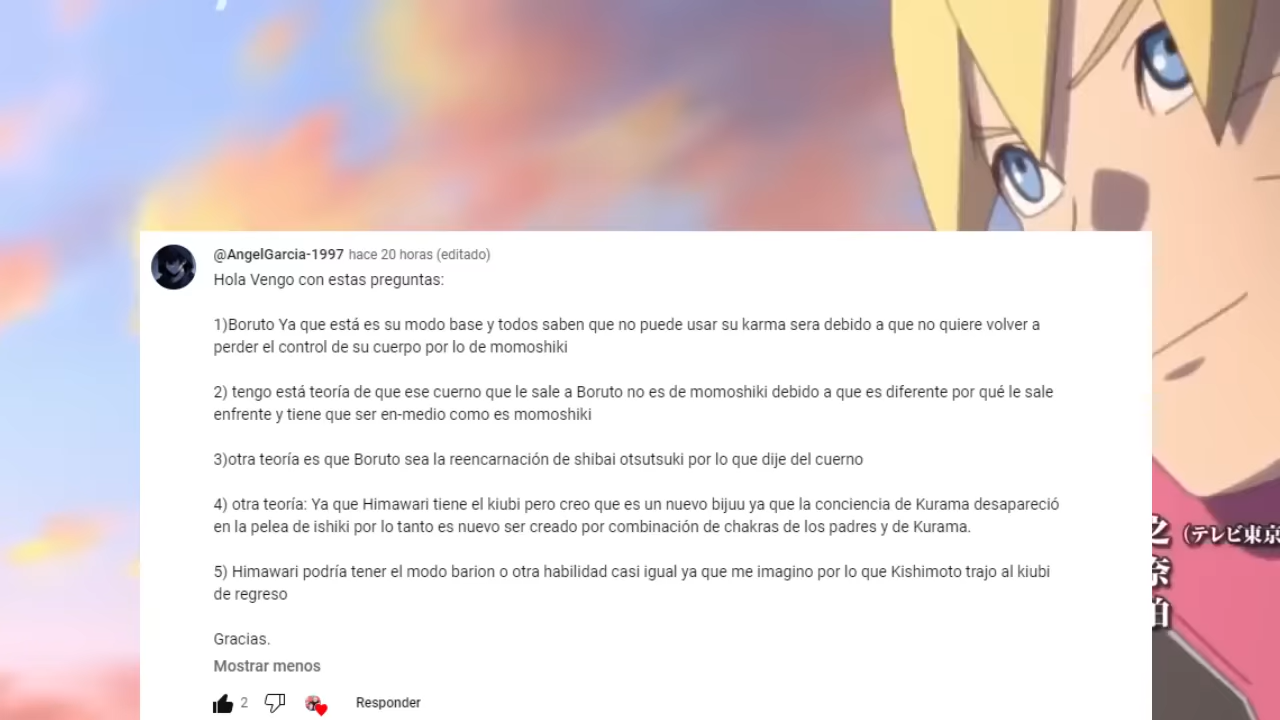 @AngelGarcia-1997 hace 20 horas (editado)
Hola Vengo con estas preguntas:
1)Boruto Ya que está es su modo base y todos saben que no puede usar su karma sera debido a que no quiere volver a
perder el control de su cuerpo por lo de momoshiki
2) tengo está teoría de que ese cuerno que le sale a Boruto no es de momoshiki debido a que es diferente por qué le sale
enfrente y tiene que ser en-medio como es momoshiki
3)otra teoría es que Boruto sea la reencarnación de shibai otsutsuki por lo que dije del cuerno
4) otra teoría: Ya que Himawari tiene el kiubi pero creo que es un nuevo bijuu ya que la conciencia de Kurama desapareció
en la pelea de ishiki por lo tanto es nuevo ser creado por combinación de chakras de los padres y de Kurama.
5) Himawari podría tener el modo barion o otra habilidad casi igual ya que me imagino por lo que Kishimoto trajo al kiubi
de regreso
Gracias.
Mostrar menos
2 Responder
之 (テレビ東京
奈